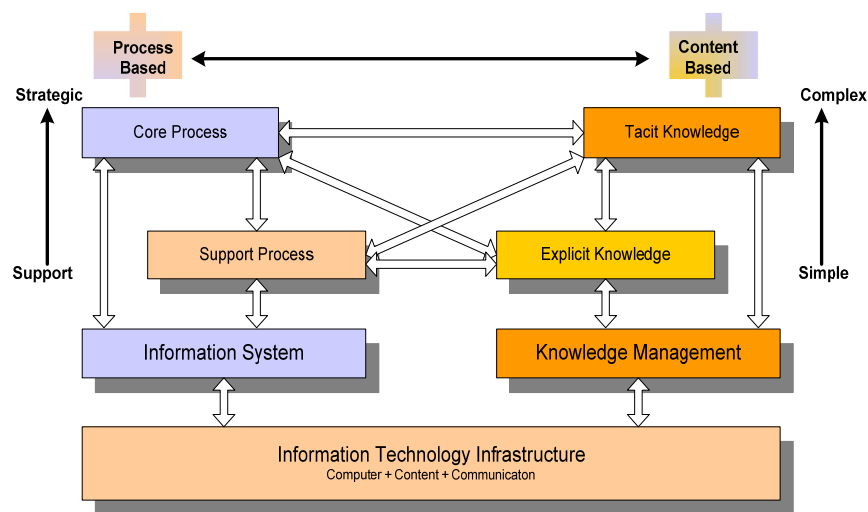 Process
Based
Content
Based
Strategic
Complex
Core Process
Tacit Knowledge
Support Process
Explicit Knowledge
Support
Simple
Information System
Knowledge Management
Information Technology Infrastructure
Computer + Content + Communicaton